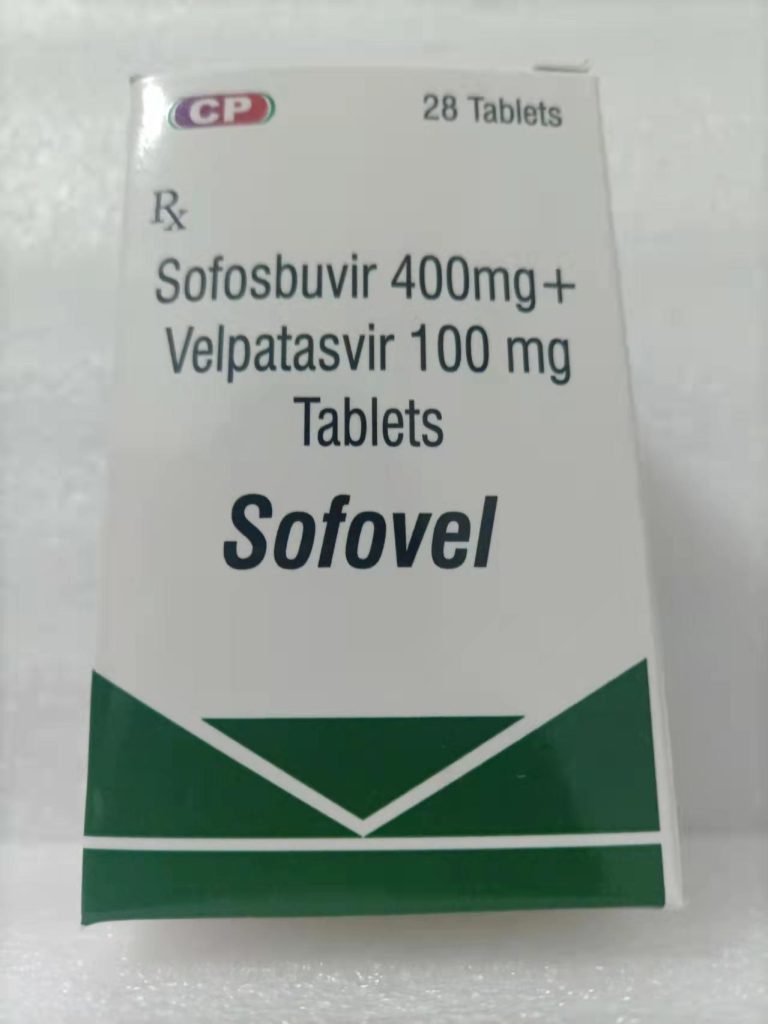 CP
28 Tablets
Rx
Sofosbuvir 400mg+
Velpatasvir 100 mg
Tablets
Sofovel